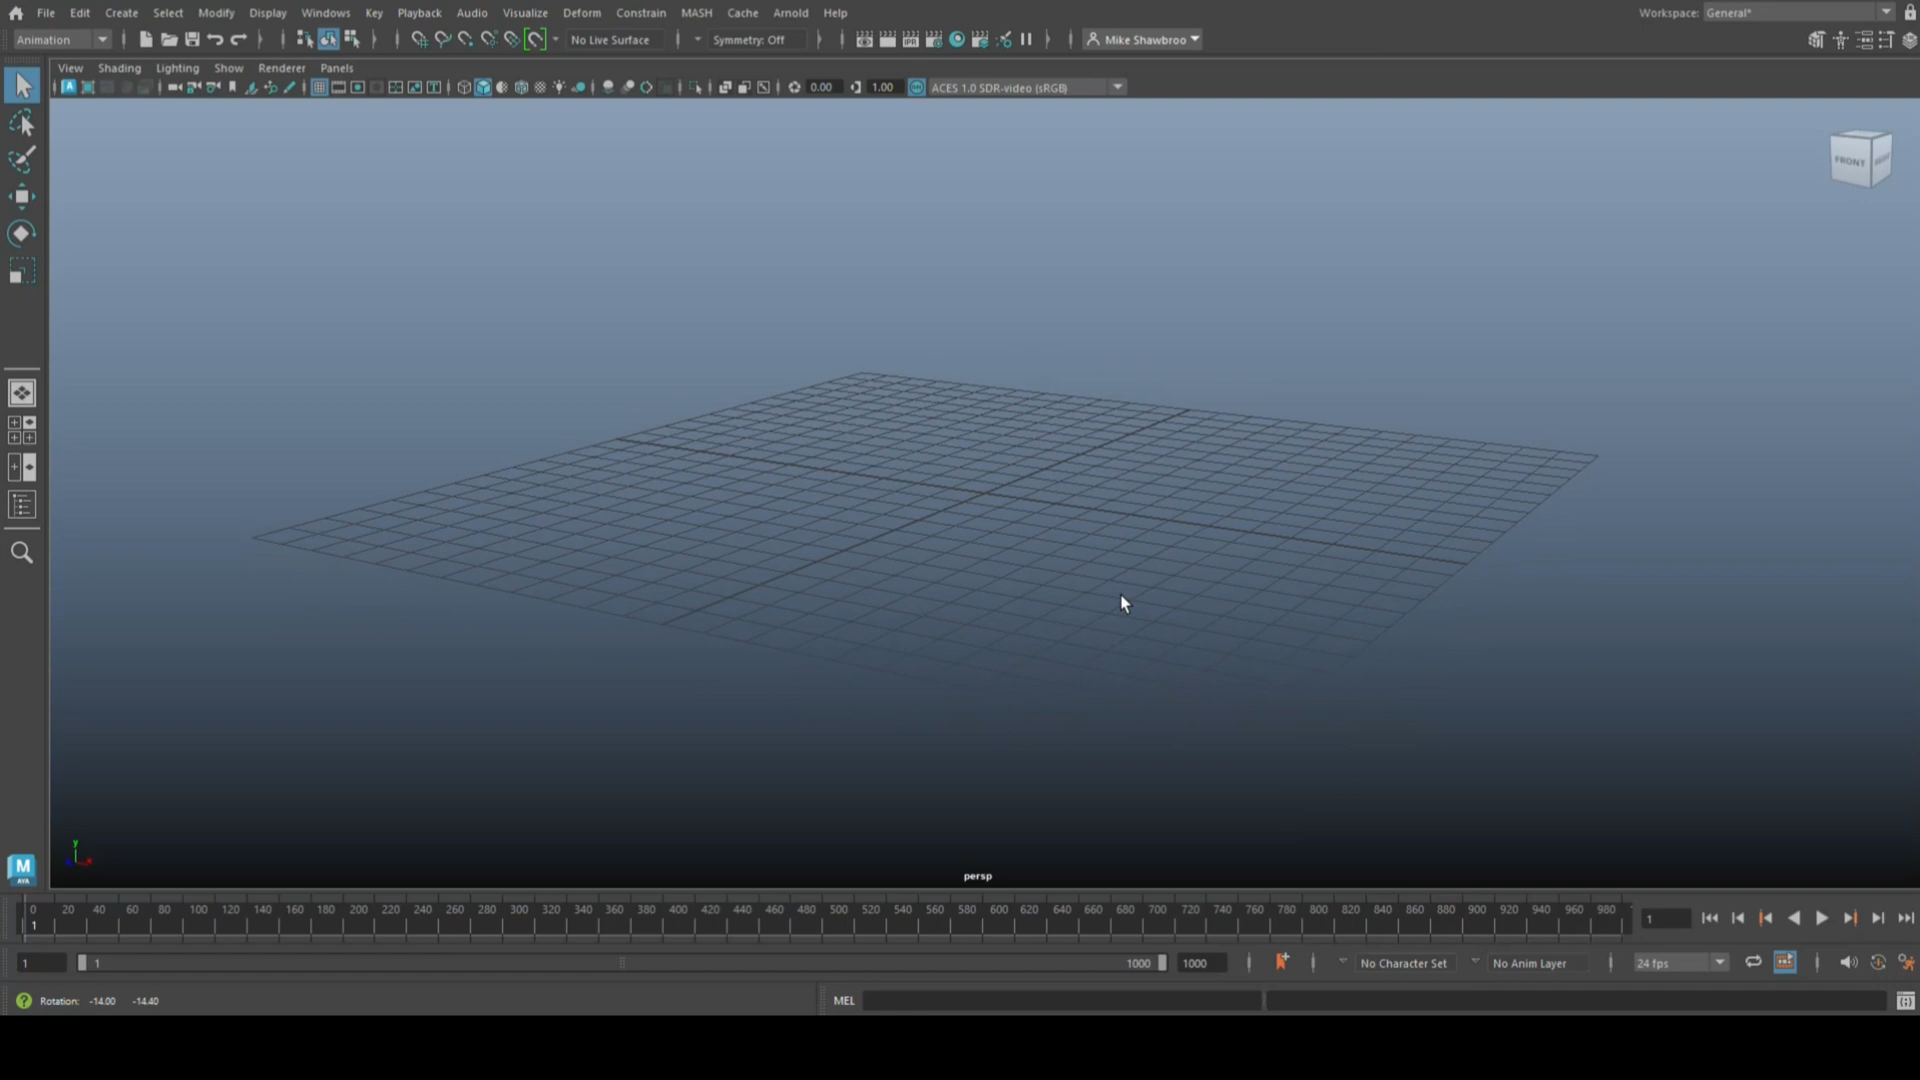 File Edit Create Select Modify Display Windows Key Playback Audio Visualize Deform Constrain MASH Cache Arnold Help Workspace: General*
Animation No Live Surface Symmetry: Off Mike Shawbroo
View Shading Lighting Show Renderer Panels
0.00 1.00 ACES 1.0 SDR-video (sRGB)
FRONT
y
persp
M
AYA
0 20 40 60 80 100 120 140 160 180 200 220 240 260 280 300 320 340 360 380 400 420 440 460 480 500 520 540 560 580 600 620 640 660 680 700 720 740 760 780 800 820 840 860 880 900 920 940 960 980
1 1
1 1 1000 1000 No Character Set No Anim Layer 24 fps
Rotation: -14.00 -14.40 MEL